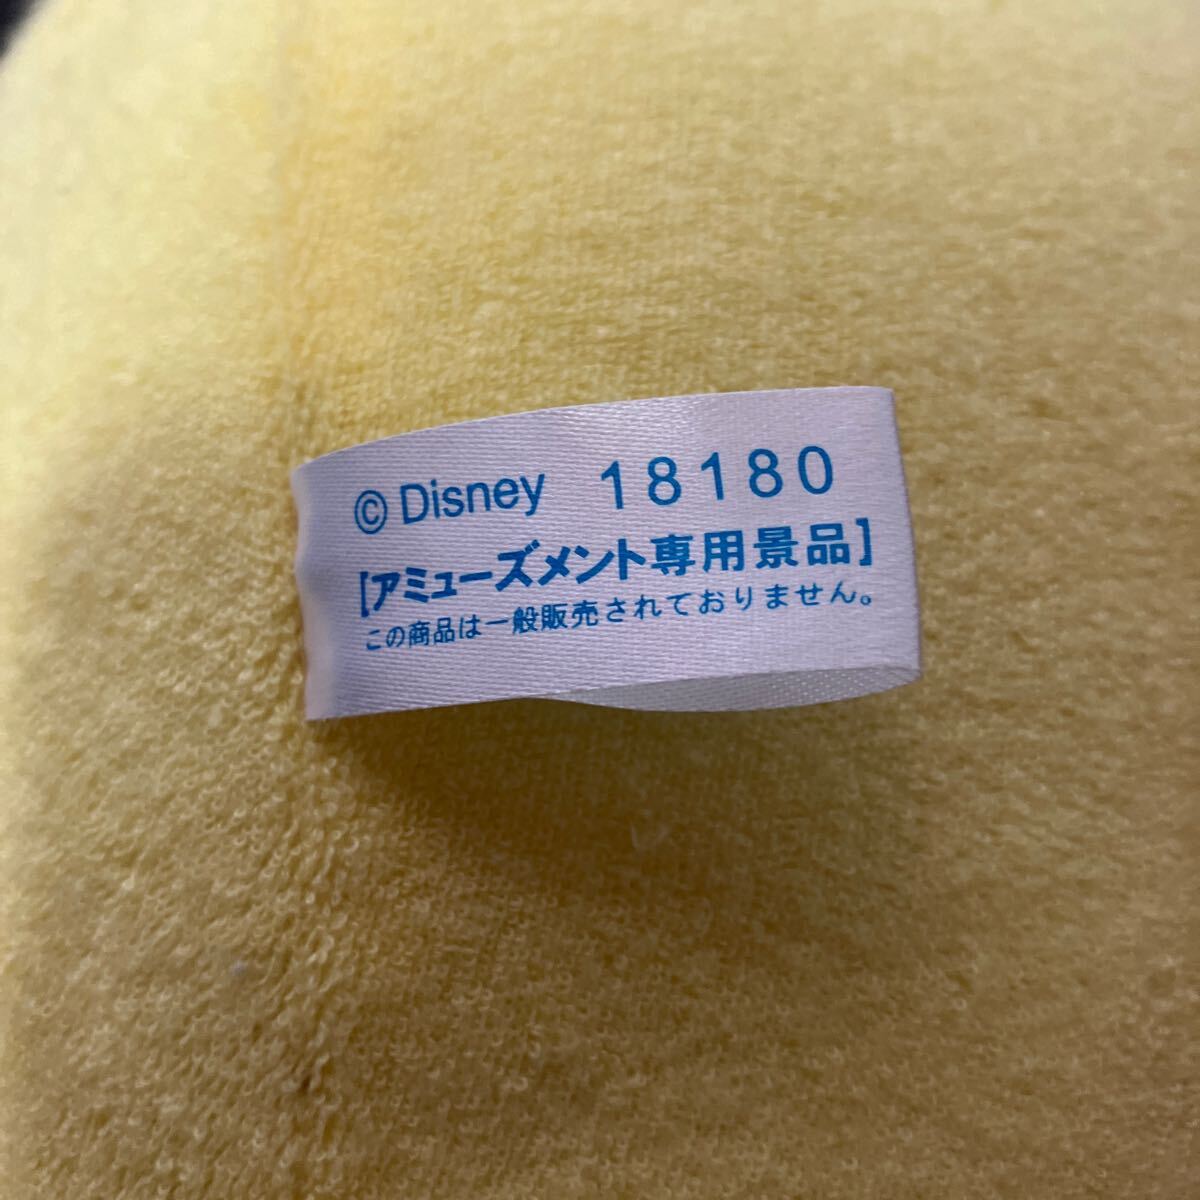 © Disney 18180
【アミューズメント専用景品】
この商品は一般販売されておりません。